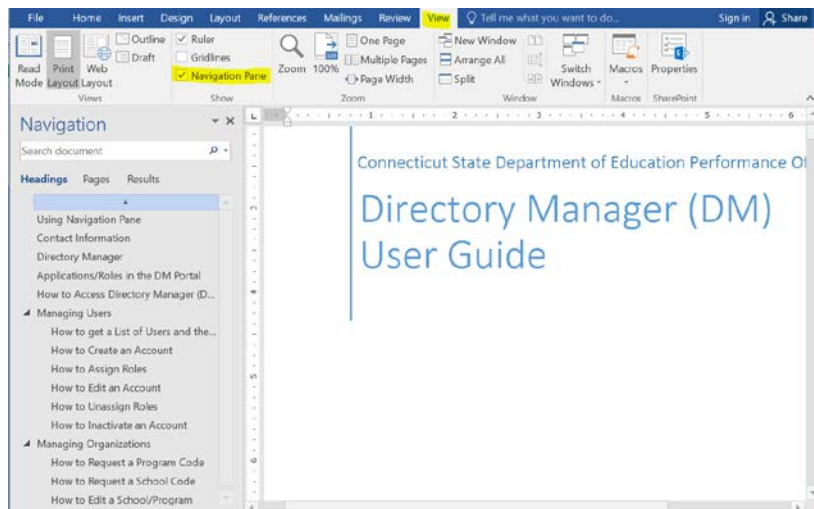 File Home Insert Design Layout References Mailings Review View Tell me what you want to do... Sign in Share
Read Mode
Print Layout
Web Layout
Outline
Draft
Views
Ruler
Gridlines
Navigation Pane
Show
Zoom
100%
One Page
Multiple Pages
Page Width
Zoom
New Window
Arrange All
Split
Switch Windows
Window
Macros
Macros
Properties
SharePoint
Navigation
Search document
Headings Pages Results
Using Navigation Pane
Contact Information
Directory Manager
Applications/Roles in the DM Portal
How to Access Directory Manager (D...
Managing Users
How to get a List of Users and the...
How to Create an Account
How to Assign Roles
How to Edit an Account
How to Unassign Roles
How to Inactivate an Account
Managing Organizations
How to Request a Program Code
How to Request a School Code
How to Edit a School/Program
1 2 3 4 5 6
Connecticut State Department of Education Performance Of
Directory Manager (DM)
User Guide